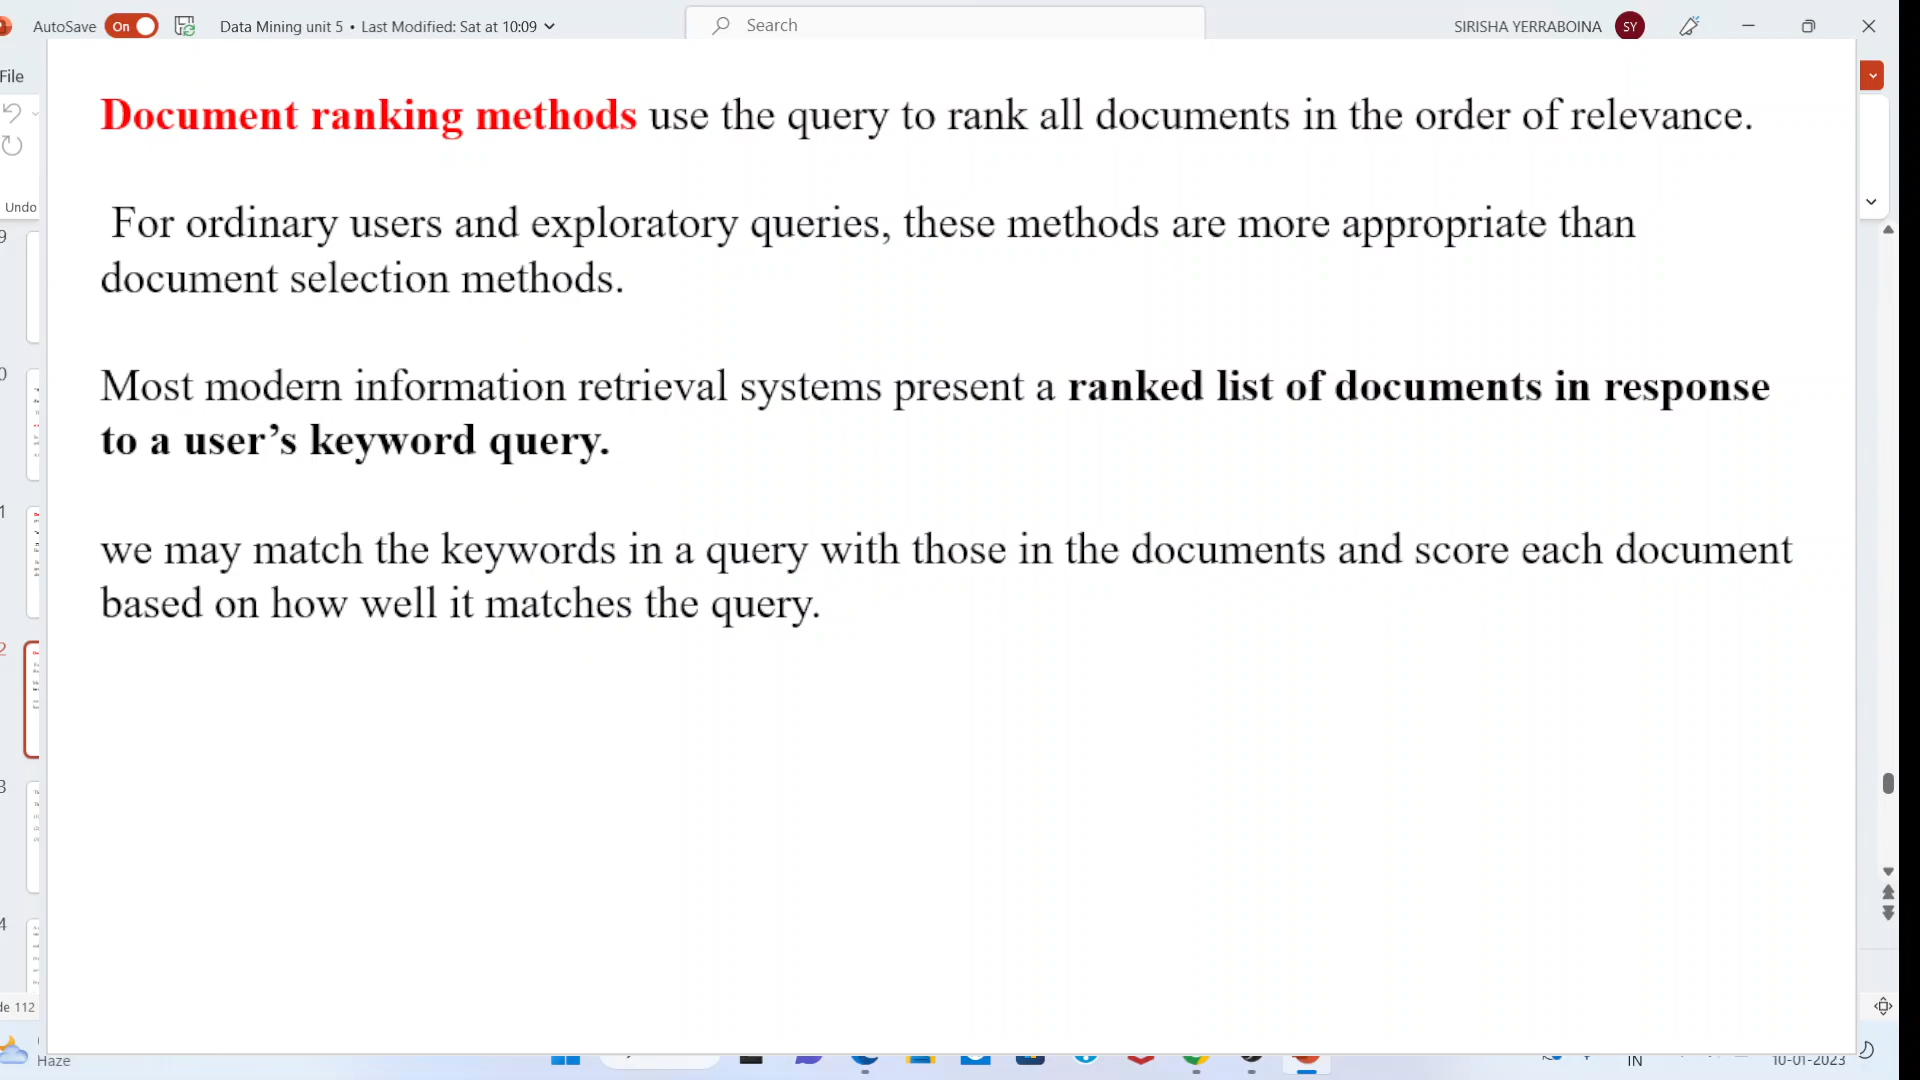 AutoSave On Data Mining unit 5 • Last Modified: Sat at 10:09 Search SIRISHA YERRABOINA SY
File
Document ranking methods use the query to rank all documents in the order of relevance.
Undo
For ordinary users and exploratory queries, these methods are more appropriate than
document selection methods.
Most modern information retrieval systems present a ranked list of documents in response
to a user’s keyword query.
we may match the keywords in a query with those in the documents and score each document
based on how well it matches the query.
112
Haze IN 10-01-2023